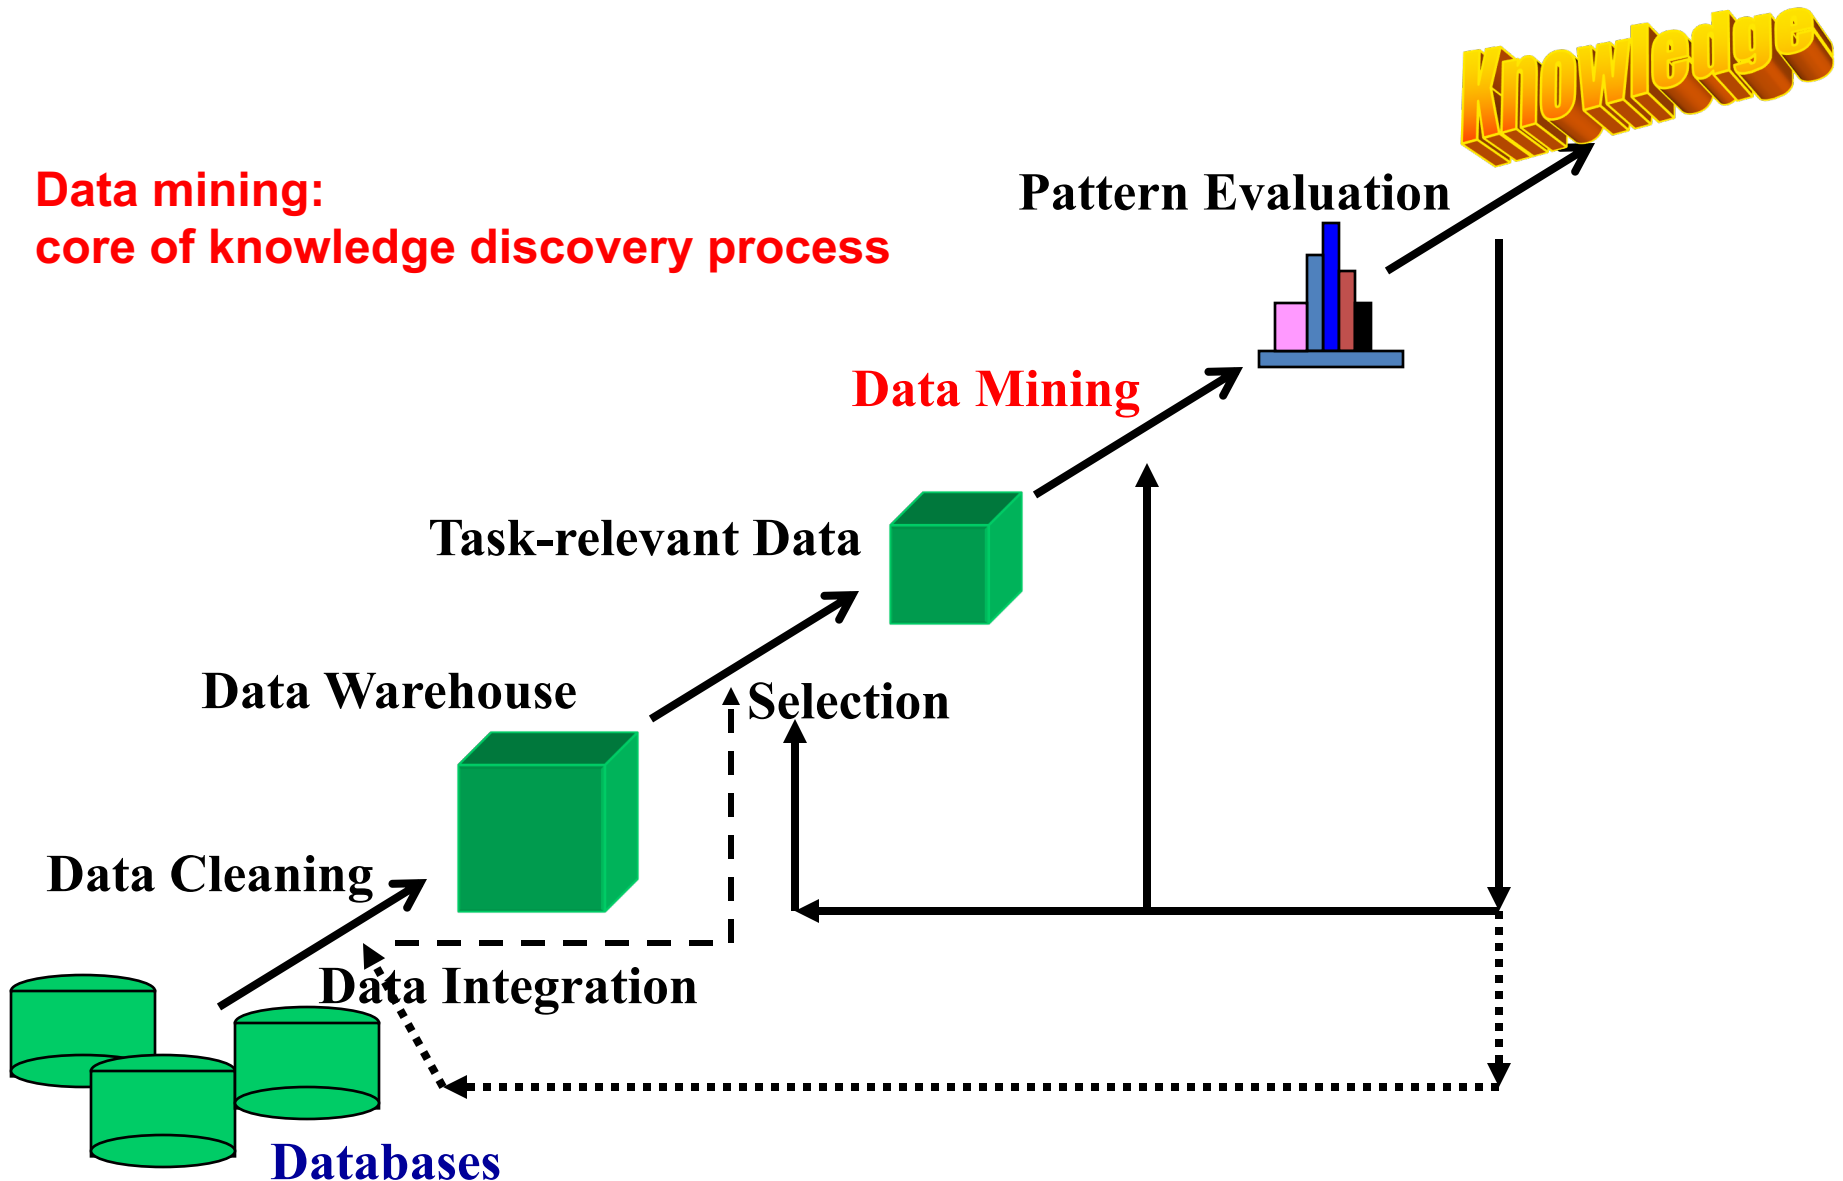 Knowledge
Data mining:
core of knowledge discovery process
Pattern Evaluation
Data Mining
Task-relevant Data
Data Warehouse
Selection
Data Cleaning
Data Integration
Databases